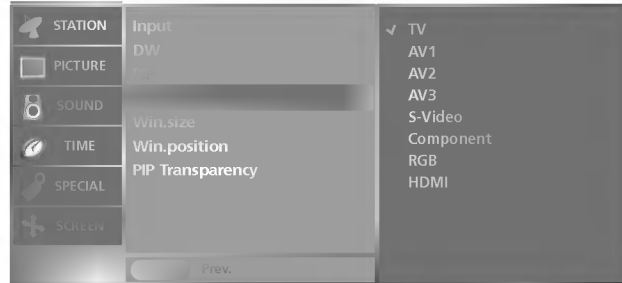 STATION
PICTURE
SOUND
TIME
SPECIAL
SCREEN
Input
DW
Win.size
Win.position
PIP Transparency
Prev.
✓ TV
AV1
AV2
AV3
S-Video
Component
RGB
HDMI